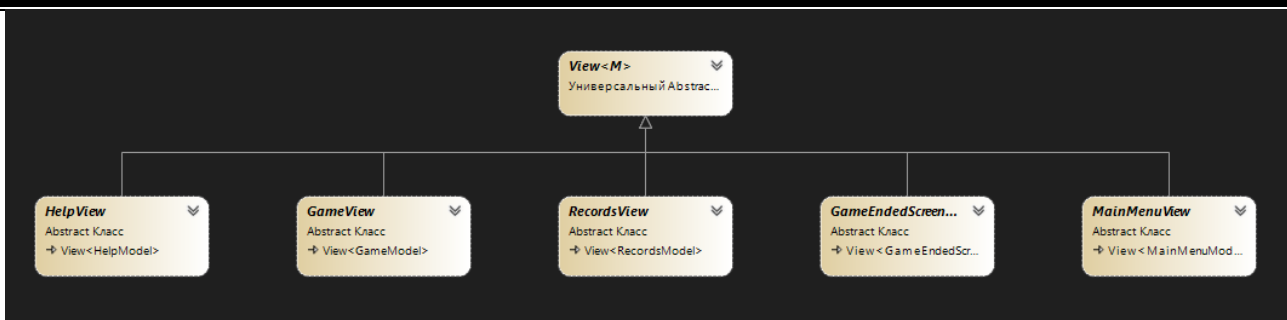 View<M>
Универсальный Abstrac...
HelpView
Abstract Класс
View<HelpModel>
GameView
Abstract Класс
View<GameModel>
RecordsView
Abstract Класс
View<RecordsModel>
GameEndedScreen...
Abstract Класс
View<GameEndedScr...
MainMenuView
Abstract Класс
View<MainMenuMod...